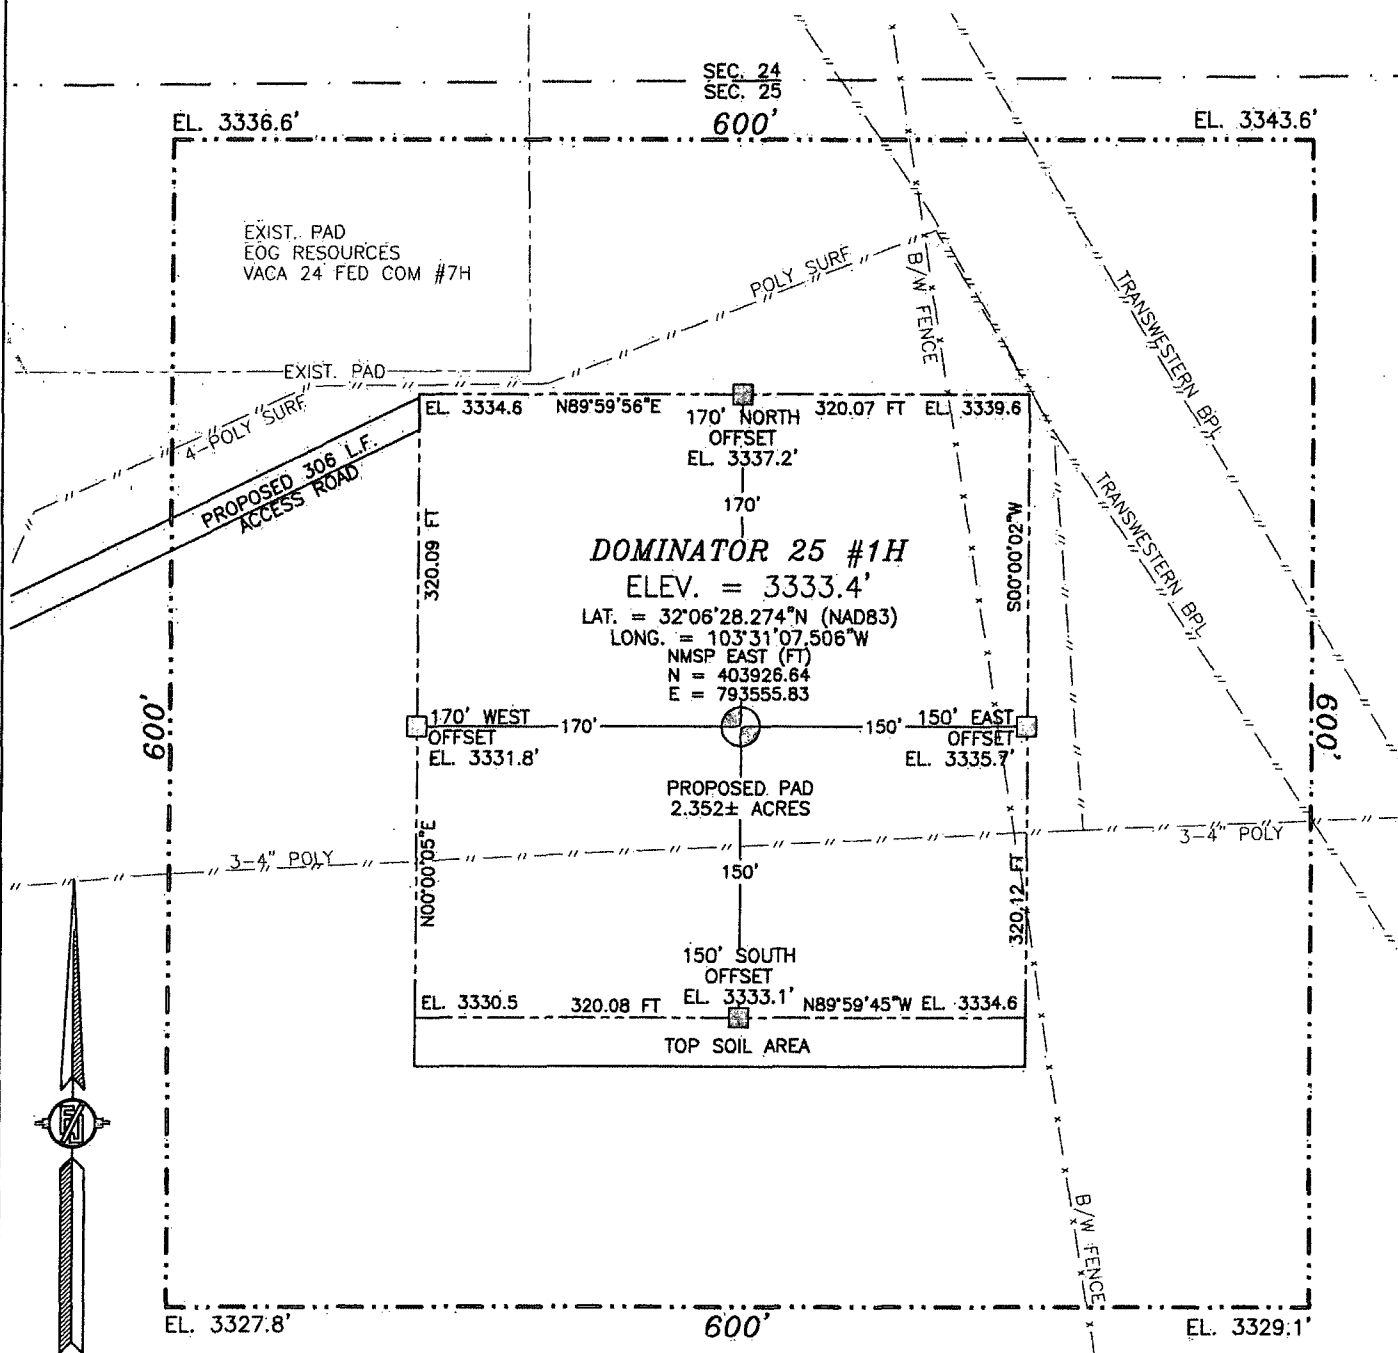 SEC. 24
SEC. 25
EL. 3336.6'
600'
EL. 3343.6'
EXIST. PAD
EOG RESOURCES
VACA 24 FED COM #7H
POLY SURF
B/W FENCE
TRANSWESTERN BPL
EXIST. PAD
4-POLY SURF
EL. 3334.6
N89°59'56"E
170' NORTH
OFFSET
EL. 3337.2'
320.07 FT
EL. 3339.6
PROPOSED 306 L.F.
ACCESS ROAD
170'
320.09 FT
S00°00'02"W
TRANSWESTERN BPL
DOMINATOR 25 #1H
ELEV. = 3333.4'
LAT. = 32°06'28.274"N (NAD83)
LONG. = 103°31'07.506"W
NMSP EAST (FT)
N = 403926.64
E = 793555.83
600'
170' WEST
OFFSET
EL. 3331.8'
170'
150'
150' EAST
OFFSET
EL. 3335.7'
600'
PROPOSED PAD
2.352± ACRES
3-4" POLY
3-4" POLY
N00°00'05"E
150'
320.12 FT
150' SOUTH
OFFSET
EL. 3333.1'
EL. 3330.5
320.08 FT
N89°59'45"W
EL. 3334.6
TOP SOIL AREA
B/W FENCE
EL. 3327.8'
600'
EL. 3329.1'